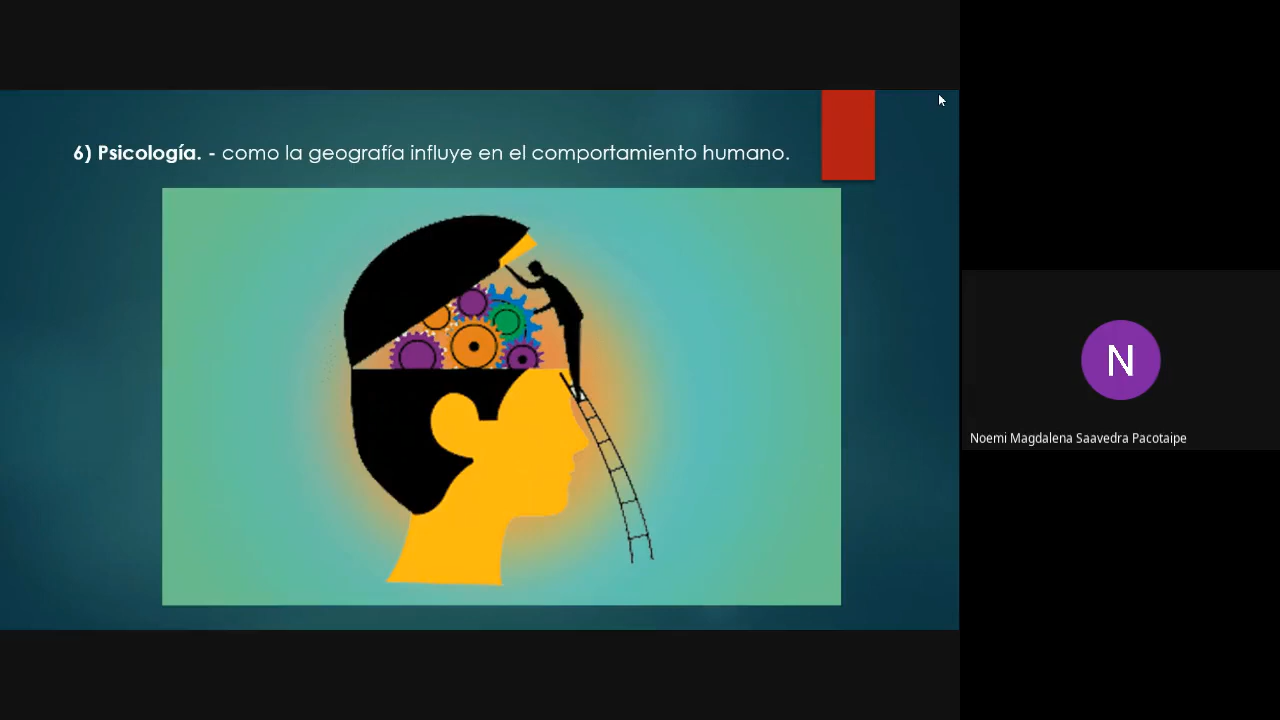 6) Psicología. - como la geografía influye en el comportamiento humano.
N
Noemi Magdalena Saavedra Pacotaipe